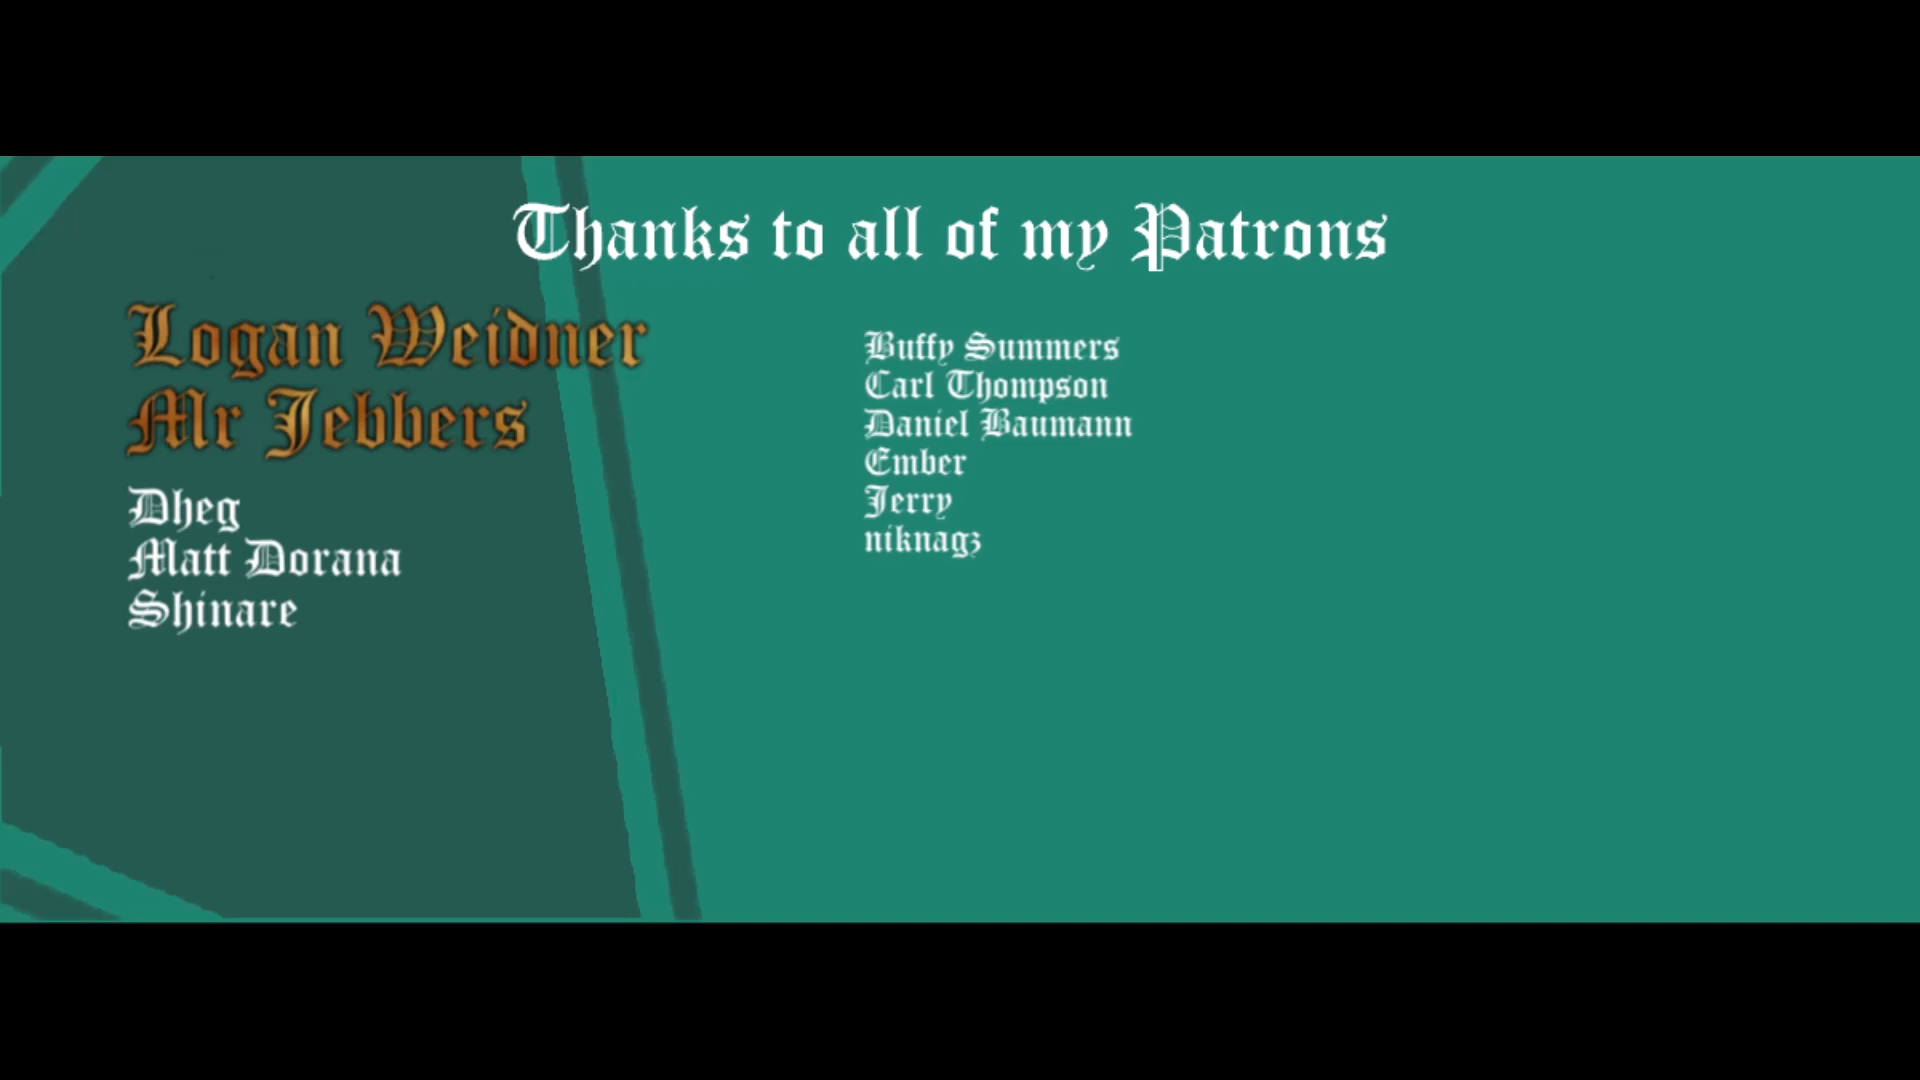 Thanks to all of my Patrons
Logan Weidner
Mr Jebbers
Dheg
Matt Dorana
Shinare
Buffy Summers
Carl Thompson
Daniel Baumann
Ember
Jerry
niknagz